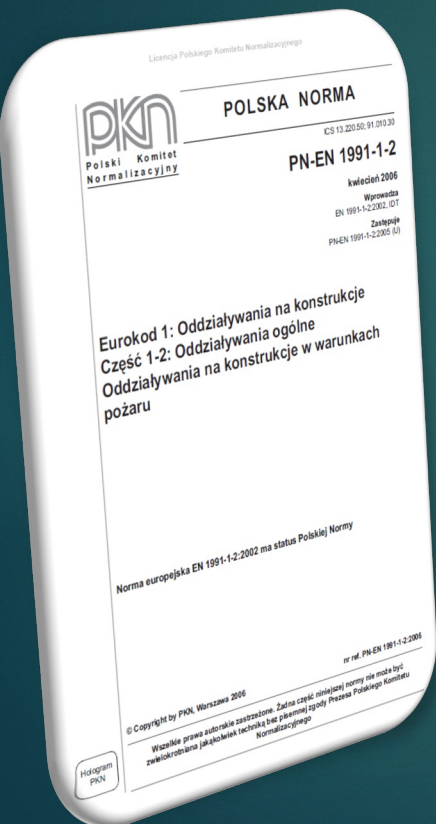 Licencja Polskiego Komitetu Normalizacyjnego
PKN
Polski Komitet
Normalizacyjny
POLSKA NORMA
ICS 13.220.50; 91.010.30
PN-EN 1991-1-2
kwiecień 2006
Wprowadza
EN 1991-1-2:2002, IDT
Zastępuje
PN-EN 1991-1-2:2005 (U)
Eurokod 1: Oddziaływania na konstrukcje
Część 1-2: Oddziaływania ogólne
Oddziaływania na konstrukcje w warunkach
pożaru
Norma europejska EN 1991-1-2:2002 ma status Polskiej Normy
nr ref. PN-EN 1991-1-2:2006
© Copyright by PKN, Warszawa 2006
Wszelkie prawa autorskie zastrzeżone. Żadna część niniejszej normy nie może być
zwielokrotniana jakąkolwiek techniką bez pisemnej zgody Prezesa Polskiego Komitetu
Normalizacyjnego
Hologram
PKN